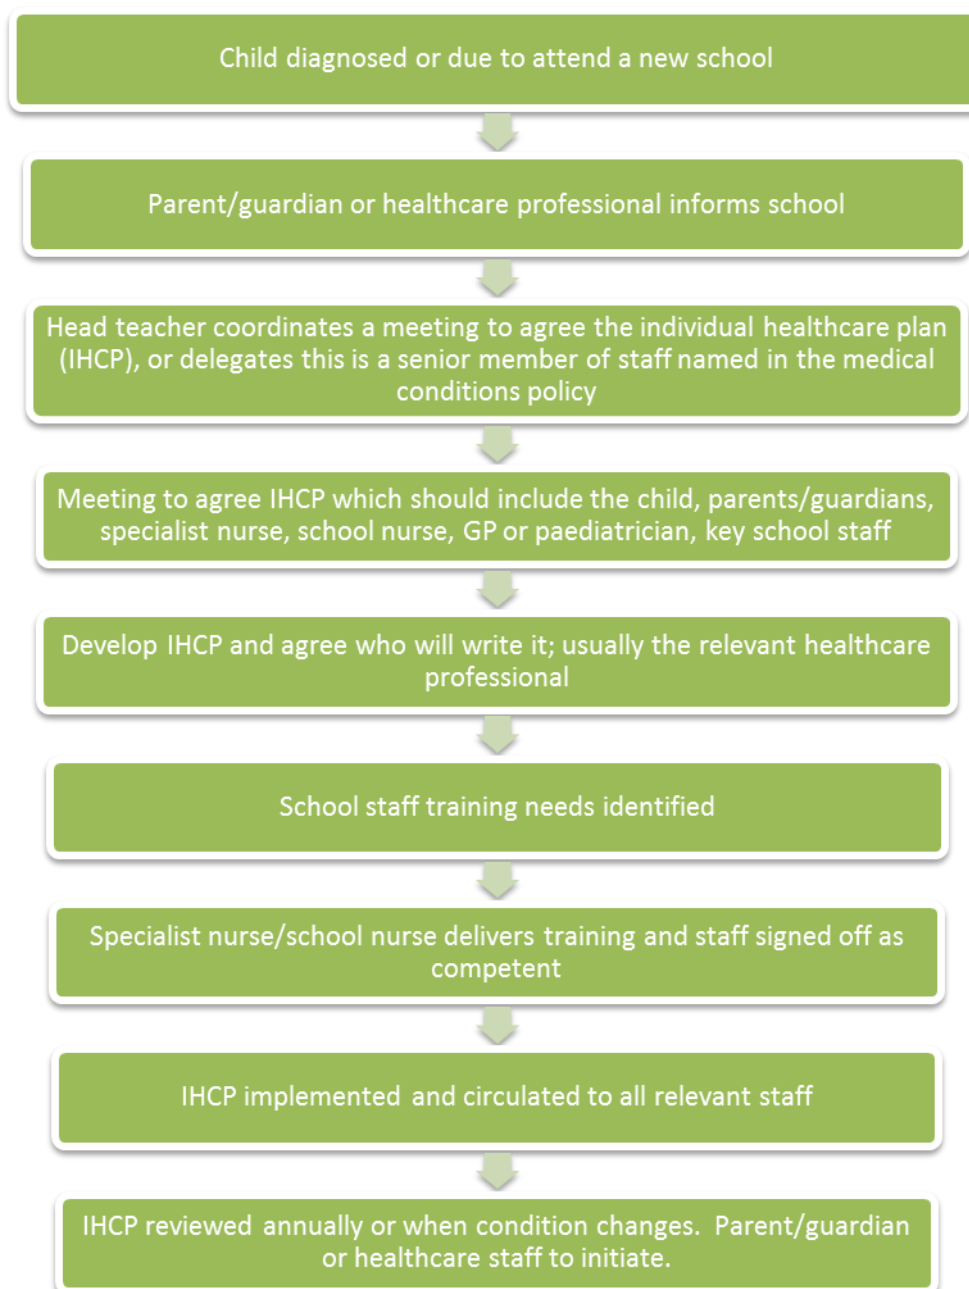 Child diagnosed or due to attend a new school
Parent/guardian or healthcare professional informs school
Head teacher coordinates a meeting to agree the individual healthcare plan
(IHCP), or delegates this is a senior member of staff named in the medical
conditions policy
Meeting to agree IHCP which should include the child, parents/guardians,
specialist nurse, school nurse, GP or paediatrician, key school staff
Develop IHCP and agree who will write it; usually the relevant healthcare
professional
School staff training needs identified
Specialist nurse/school nurse delivers training and staff signed off as
competent
IHCP implemented and circulated to all relevant staff
IHCP reviewed annually or when condition changes. Parent/guardian
or healthcare staff to initiate.